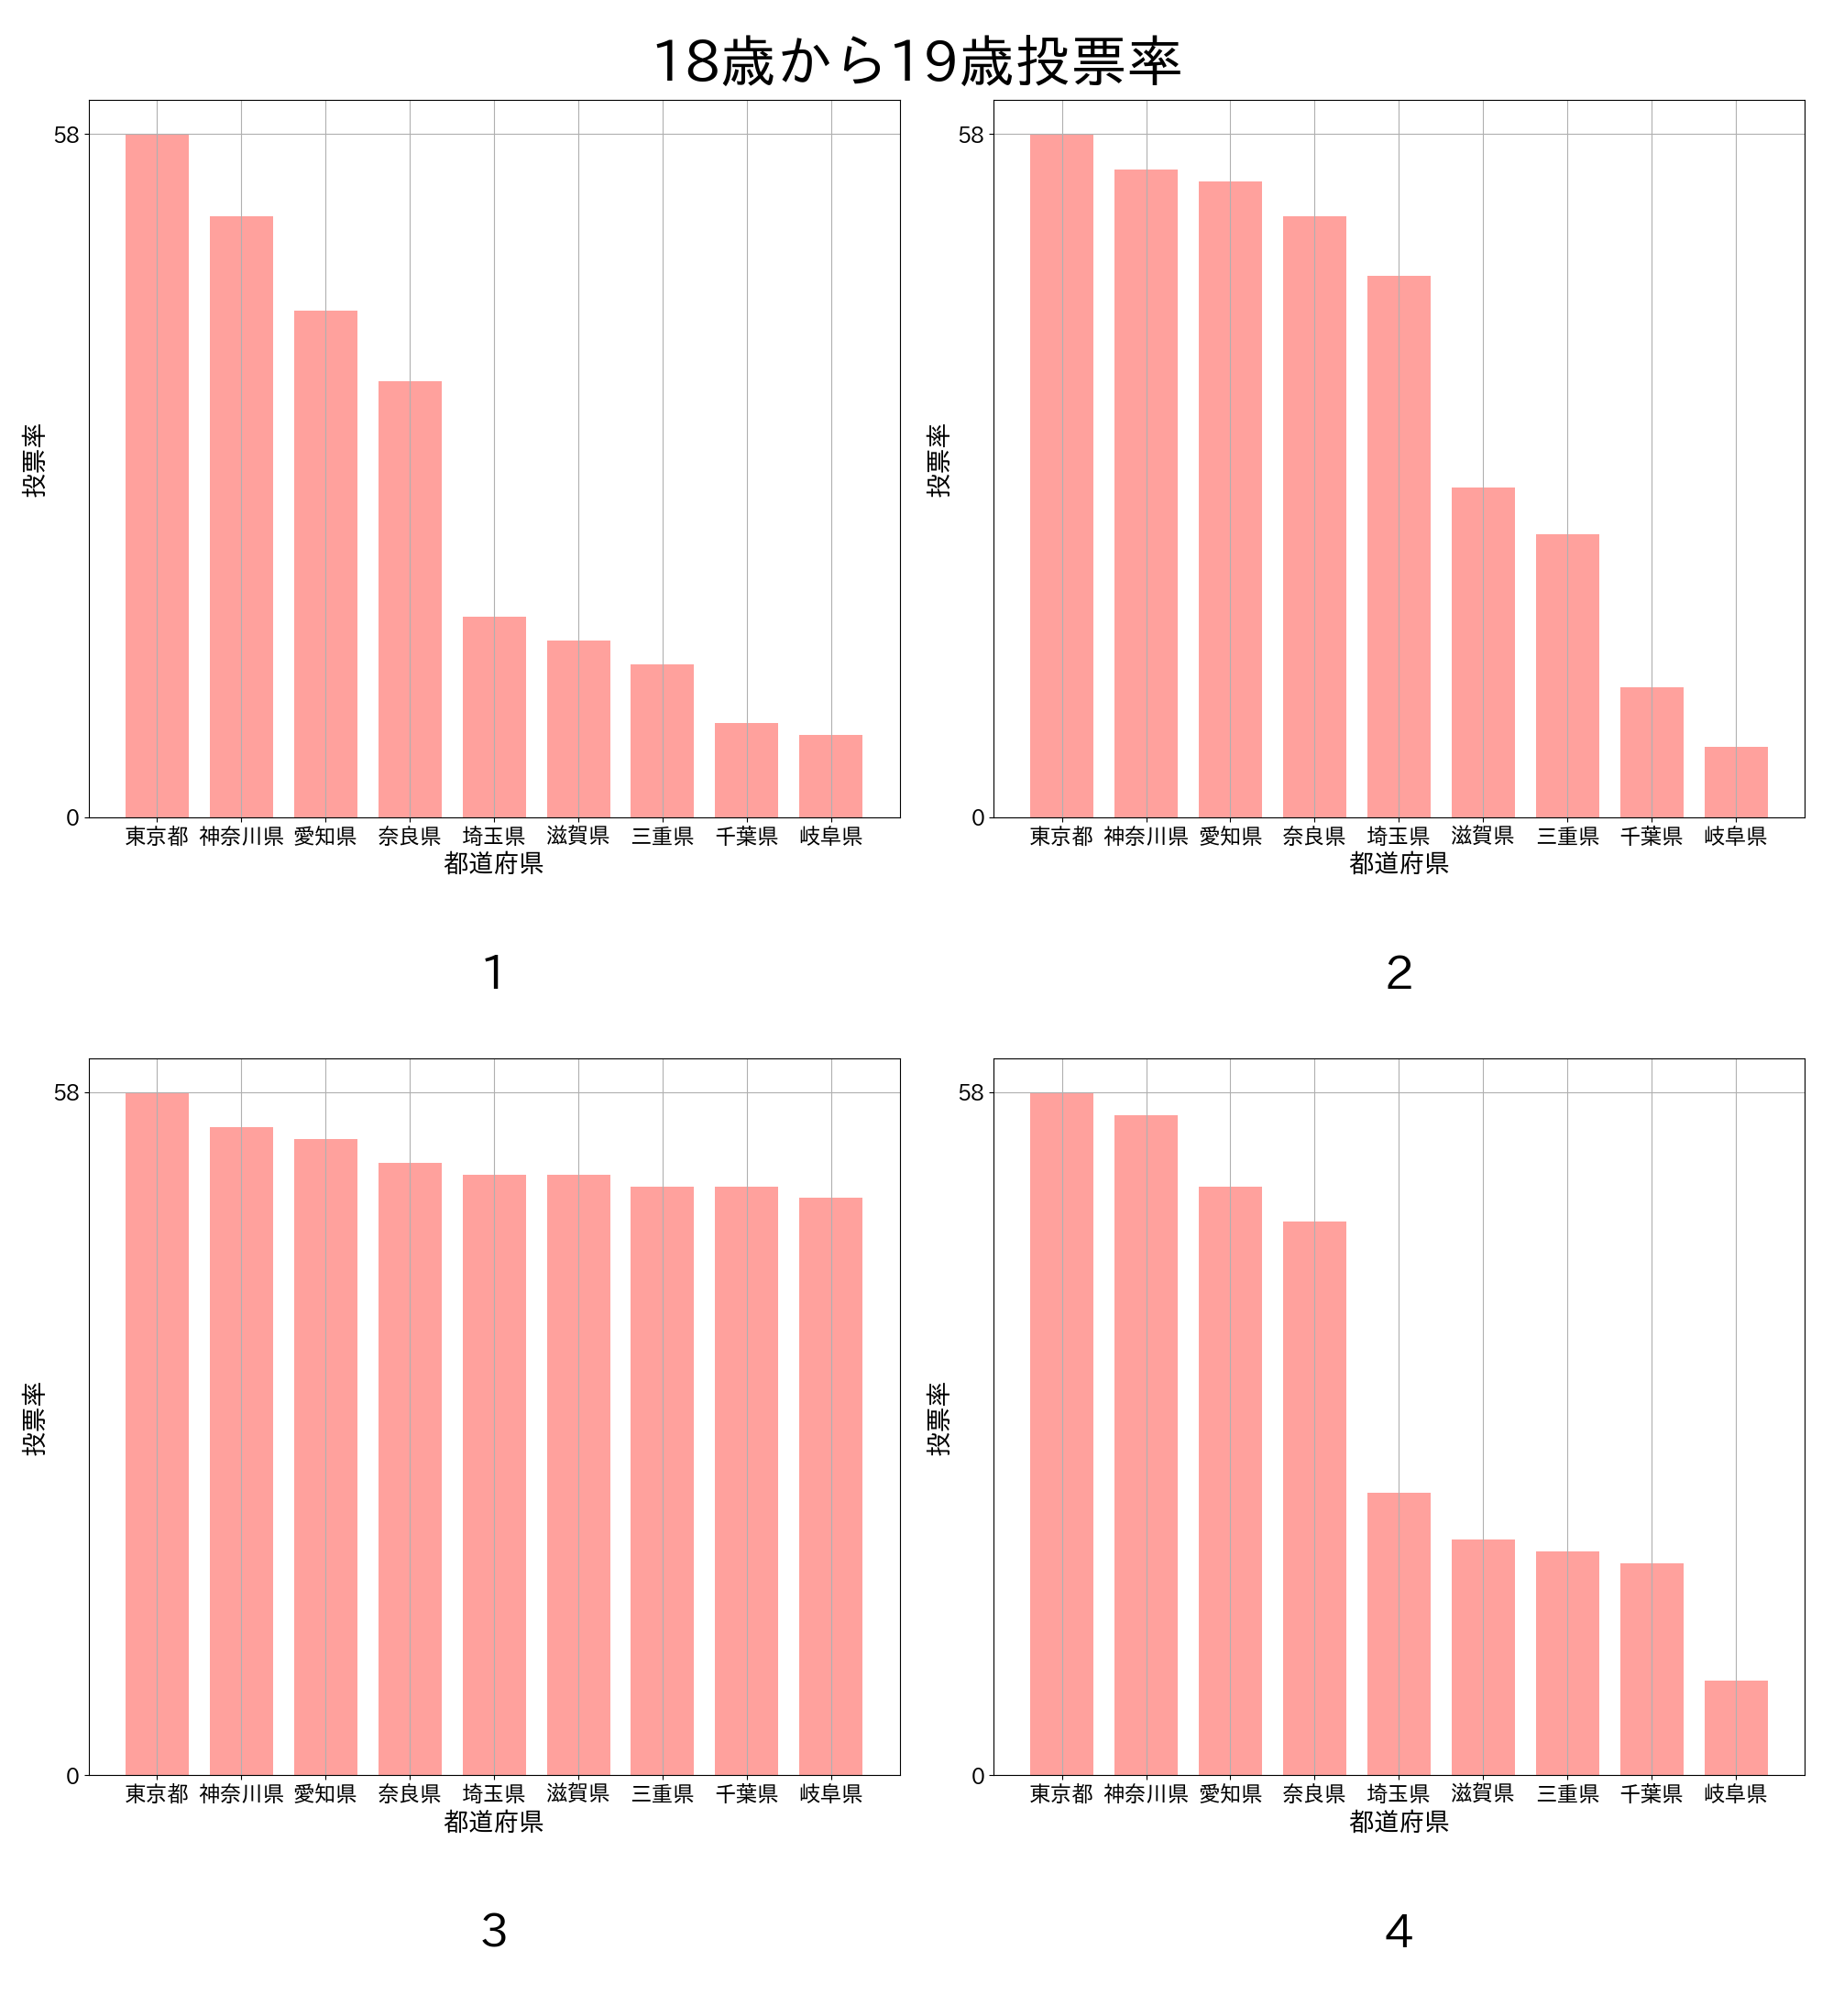 18歳から19歳投票率
58
0
投票率
東京都 神奈川県 愛知県 奈良県 埼玉県 滋賀県 三重県 千葉県 岐阜県
都道府県
1
58
0
投票率
東京都 神奈川県 愛知県 奈良県 埼玉県 滋賀県 三重県 千葉県 岐阜県
都道府県
2
58
0
投票率
東京都 神奈川県 愛知県 奈良県 埼玉県 滋賀県 三重県 千葉県 岐阜県
都道府県
3
58
0
投票率
東京都 神奈川県 愛知県 奈良県 埼玉県 滋賀県 三重県 千葉県 岐阜県
都道府県
4